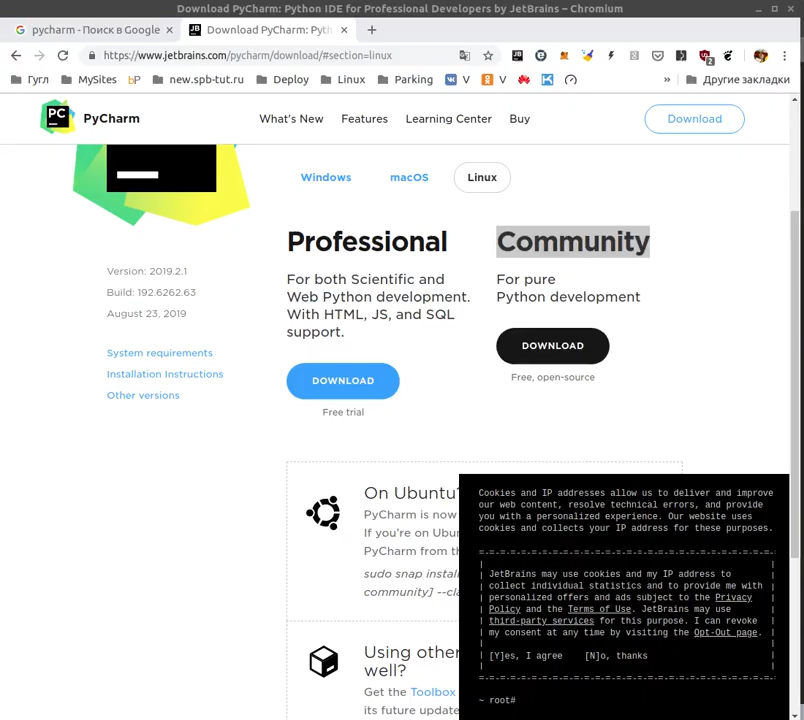 Download PyCharm: Python IDE for Professional Developers by JetBrains – Chromium
pycharm - Поиск в Google
Download PyCharm: Pyth
https://www.jetbrains.com/pycharm/download/#section=linux
Гугл
MySites
bP
new.spb-tut.ru
Deploy
Linux
Parking
V
V
»
Другие закладки
PC
PyCharm
What's New
Features
Learning Center
Buy
Download
Windows
macOS
Linux
Professional
Community
For both Scientific and
Web Python development.
With HTML, JS, and SQL
support.
For pure
Python development
DOWNLOAD
Free, open-source
DOWNLOAD
Free trial
Version: 2019.2.1
Build: 192.6262.63
August 23, 2019
System requirements
Installation Instructions
Other versions
On Ubuntu?
PyCharm is now
If you're on Ubu
PyCharm from th
sudo snap install
community] --cla
Using other
well?
Get the Toolbox
its future update
Cookies and IP addresses allow us to deliver and improve
our web content, resolve technical errors, and provide
you with a personalized experience. Our website uses
cookies and collects your IP address for these purposes.
JetBrains may use cookies and my IP address to
collect individual statistics and to provide me with
personalized offers and ads subject to the Privacy
Policy and the Terms of Use. JetBrains may use
third-party services for this purpose. I can revoke
my consent at any time by visiting the Opt-Out page.
[Y]es, I agree [N]o, thanks
~ root#